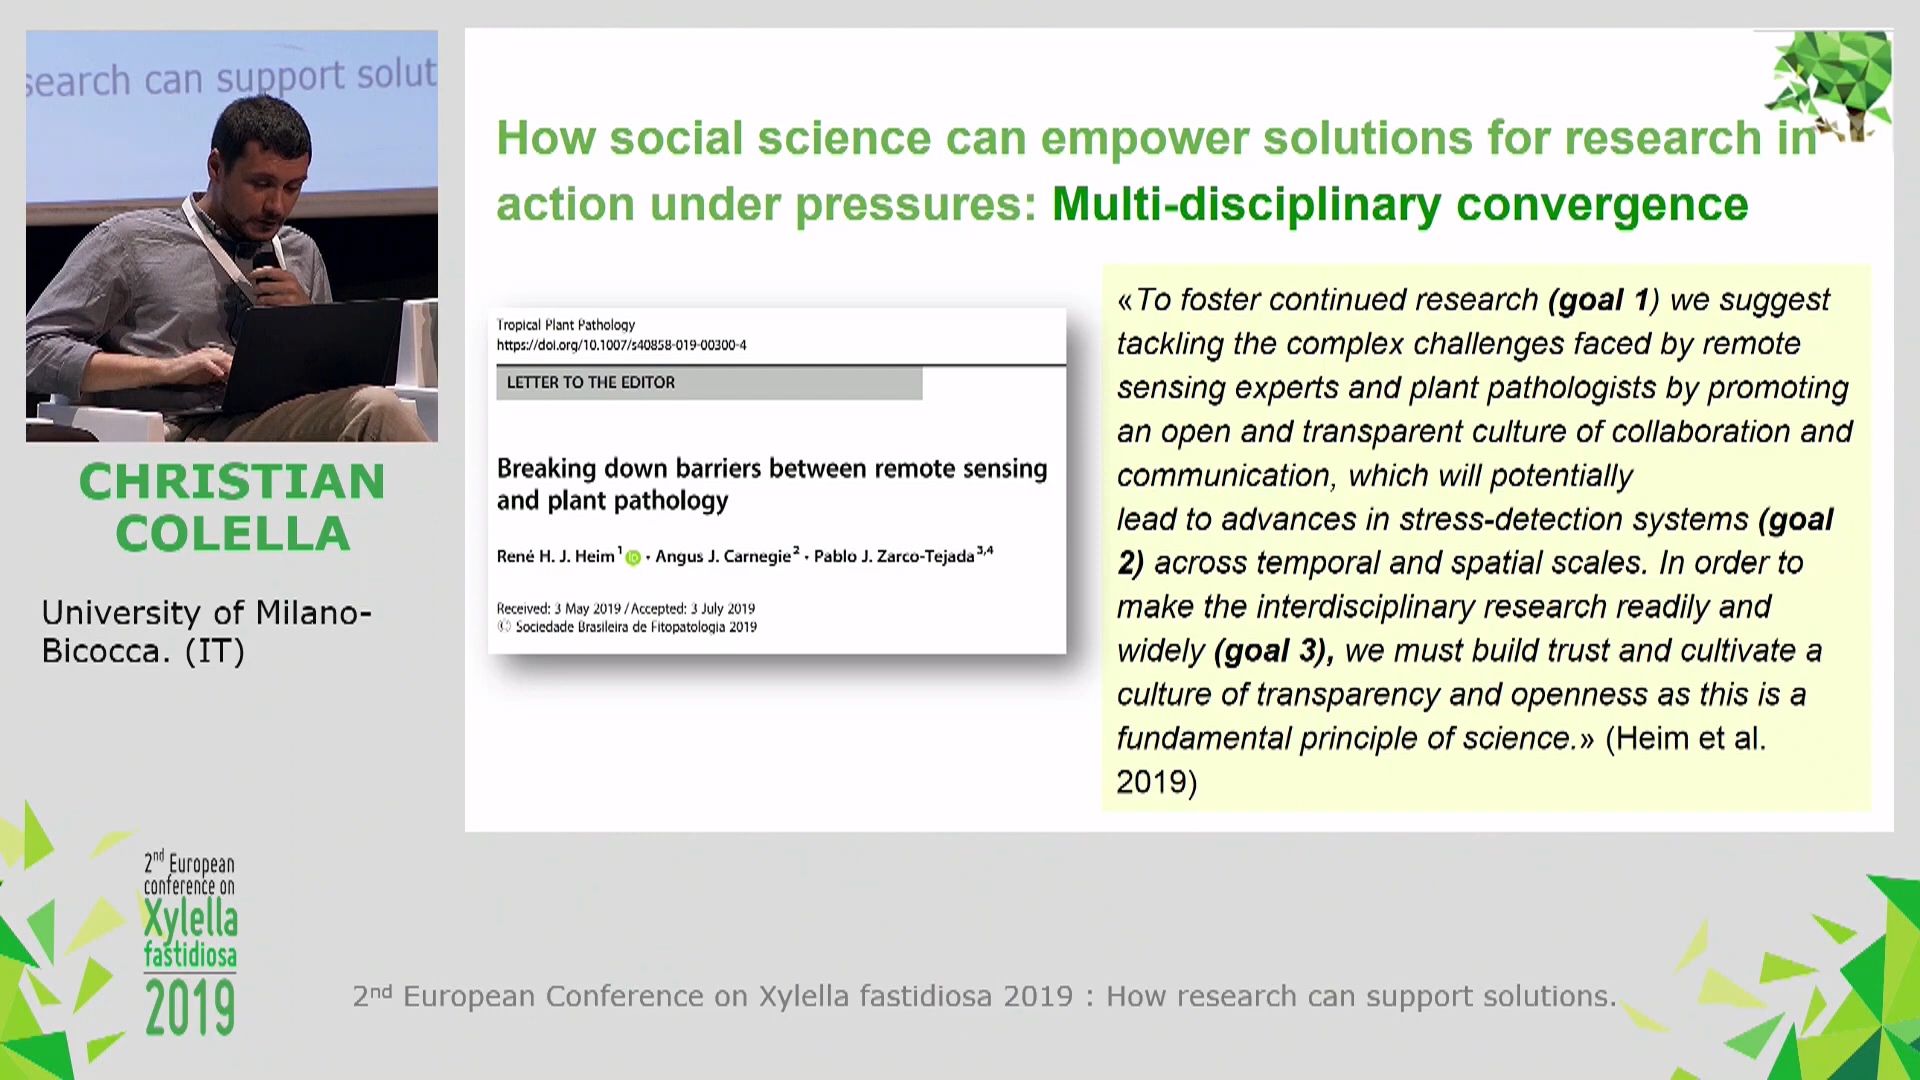 search can support solut
CHRISTIAN
COLELLA
University of Milano-
Bicocca. (IT)
How social science can empower solutions for research in
action under pressures: Multi-disciplinary convergence
Tropical Plant Pathology
https://doi.org/10.1007/s40858-019-00300-4
LETTER TO THE EDITOR
Breaking down barriers between remote sensing
and plant pathology
René H. J. Heim 1 iD · Angus J. Carnegie 2 · Pablo J. Zarco-Tejada 3,4
Received: 3 May 2019 / Accepted: 3 July 2019
© Sociedade Brasileira de Fitopatologia 2019
«To foster continued research (goal 1) we suggest
tackling the complex challenges faced by remote
sensing experts and plant pathologists by promoting
an open and transparent culture of collaboration and
communication, which will potentially
lead to advances in stress-detection systems (goal
2) across temporal and spatial scales. In order to
make the interdisciplinary research readily and
widely (goal 3), we must build trust and cultivate a
culture of transparency and openness as this is a
fundamental principle of science.» (Heim et al.
2019)
2nd European
conference on
Xylella
fastidiosa
2019
2nd European Conference on Xylella fastidiosa 2019 : How research can support solutions.